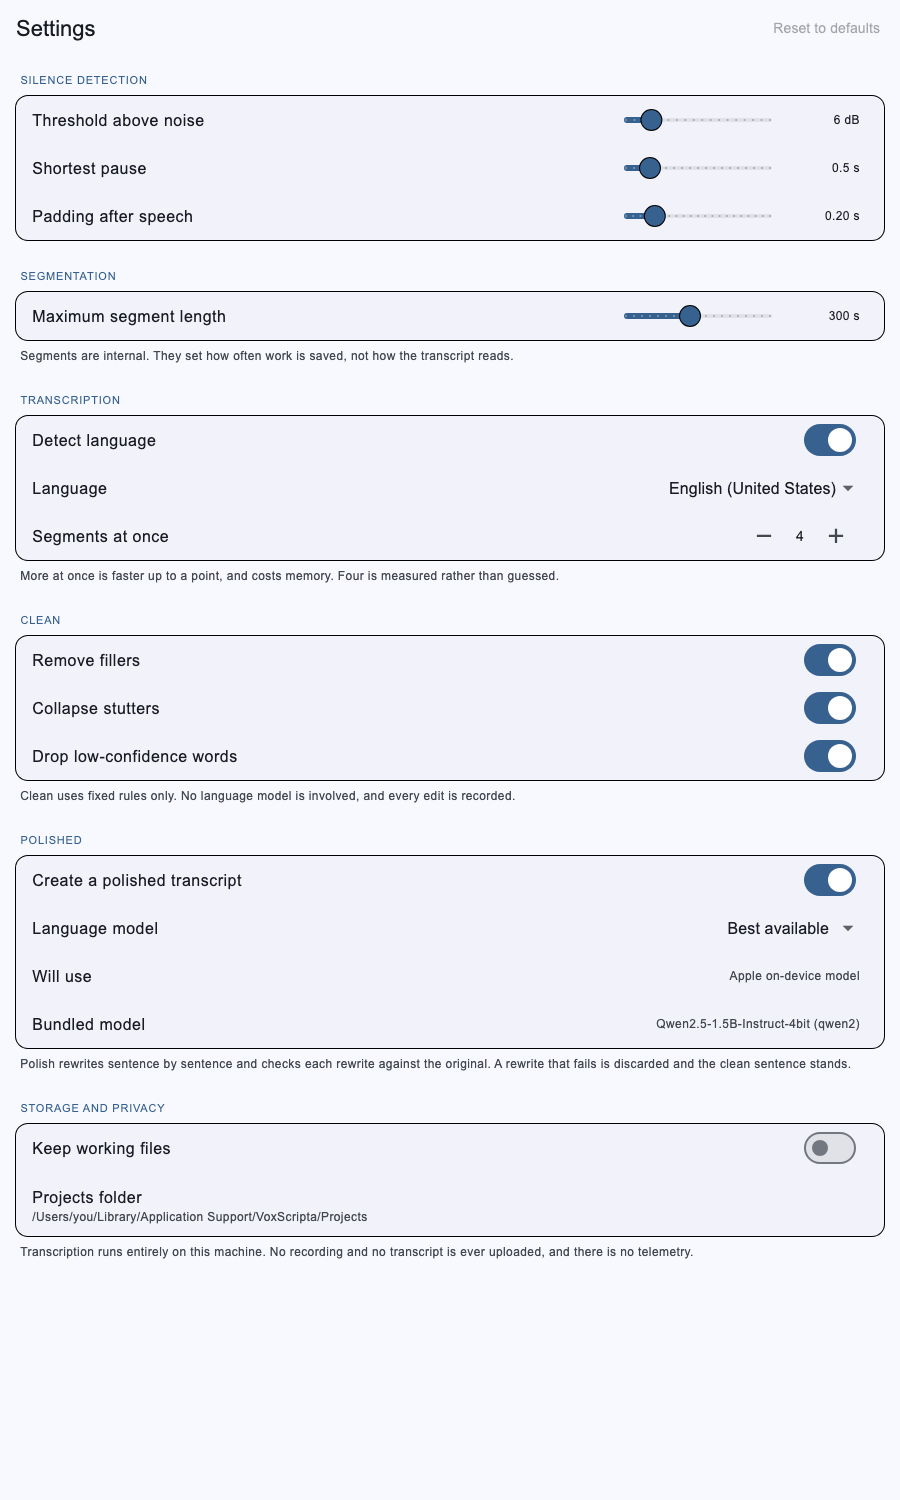 Settings
Reset to defaults
SILENCE DETECTION
Threshold above noise
6 dB
Shortest pause
0.5 s
Padding after speech
0.20 s
SEGMENTATION
Maximum segment length
300 s
Segments are internal. They set how often work is saved, not how the transcript reads.
TRANSCRIPTION
Detect language
Language
English (United States)
Segments at once
4
More at once is faster up to a point, and costs memory. Four is measured rather than guessed.
CLEAN
Remove fillers
Collapse stutters
Drop low-confidence words
Clean uses fixed rules only. No language model is involved, and every edit is recorded.
POLISHED
Create a polished transcript
Language model
Best available
Will use
Apple on-device model
Bundled model
Qwen2.5-1.5B-Instruct-4bit (qwen2)
Polish rewrites sentence by sentence and checks each rewrite against the original. A rewrite that fails is discarded and the clean sentence stands.
STORAGE AND PRIVACY
Keep working files
Projects folder
/Users/you/Library/Application Support/VoxScripta/Projects
Transcription runs entirely on this machine. No recording and no transcript is ever uploaded, and there is no telemetry.